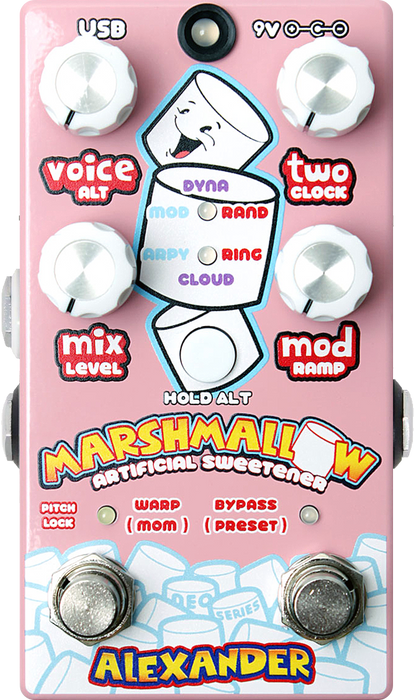 USB
9V
voice
ALT
two
CLOCK
DYNA
MOD RAND
ARPY RING
CLOUD
mix
LEVEL
mod
RAMP
HOLD ALT
MARSHMALLOW
ARTIFICIAL SWEETENER
PITCH
LOCK
WARP
(MOM)
BYPASS
(PRESET)
NEO
SERIES
ALEXANDER